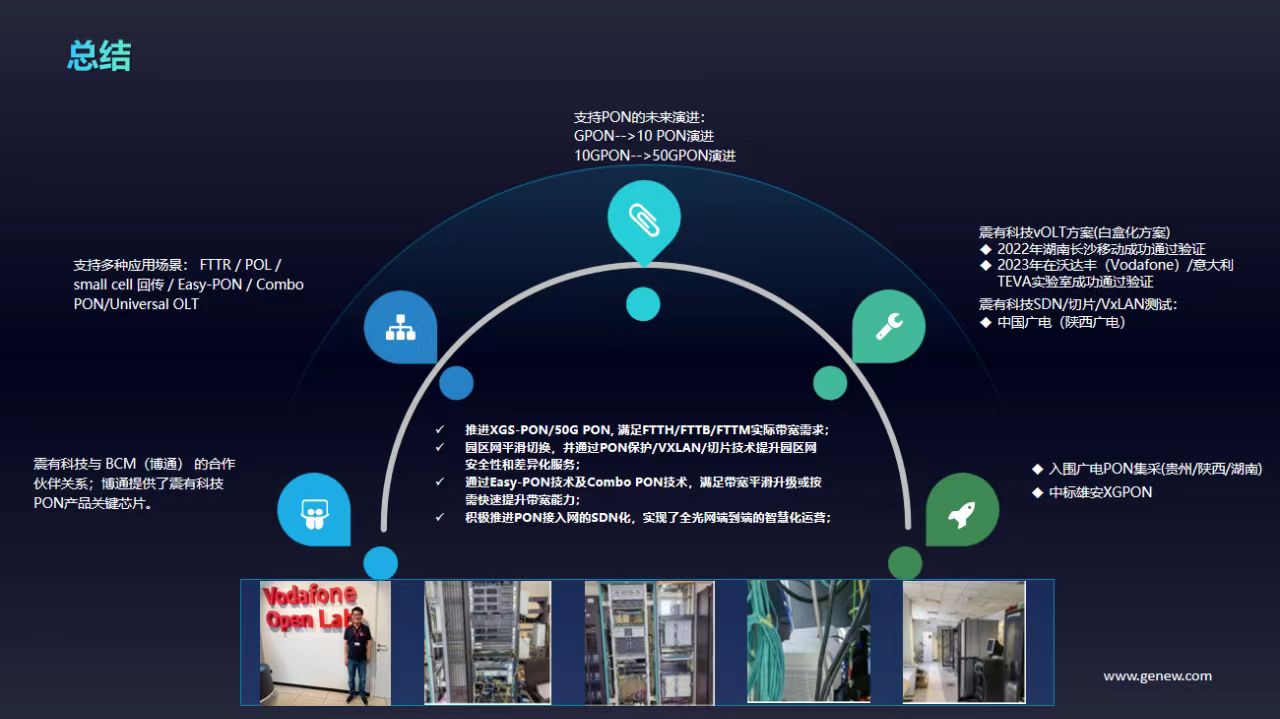 总结
支持PON的未来演进：
GPON-->10 PON演进
10GPON-->50GPON演进
支持多种应用场景： FTTR / POL /
small cell 回传 / Easy-PON / Combo
PON/Universal OLT
震有科技vOLT方案(白盒化方案)
◆ 2022年湖南长沙移动成功通过验证
◆ 2023年在沃达丰（Vodafone）/意大利
TEVA实验室成功通过验证
震有科技SDN/切片/VxLAN测试：
◆ 中国广电（陕西广电）
震有科技与 BCM（博通） 的合作
伙伴关系；博通提供了震有科技
PON产品关键芯片。
✓ 推进XGS-PON/50G PON, 满足FTTH/FTTB/FTTM实际带宽需求；
✓ 园区网平滑切换，并通过PON保护/VXLAN/切片技术提升园区网
安全性和差异化服务；
✓ 通过Easy-PON技术及Combo PON技术，满足带宽平滑升级或按
需快速提升带宽能力；
✓ 积极推进PON接入网的SDN化，实现了全光网端到端的智慧化运营；
◆ 入围广电PON集采(贵州/陕西/湖南)
◆ 中标雄安XGPON
Vodafone
Open Lab
www.genew.com